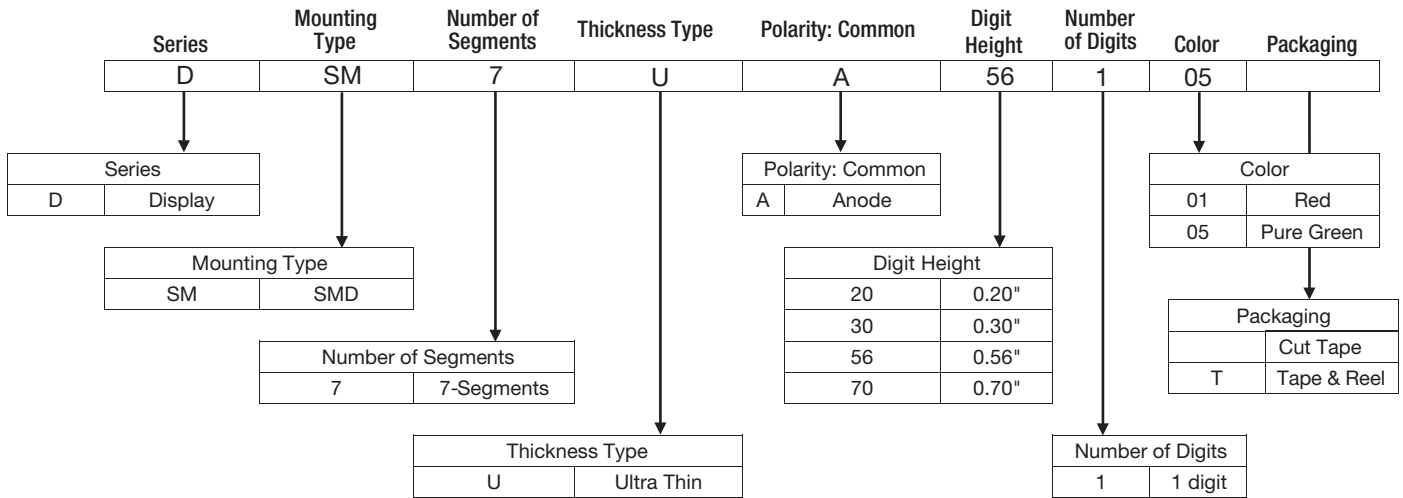 Series Mounting Type Number of Segments Thickness Type Polarity: Common Digit Height Number of Digits Color Packaging
D SM 7 U A 56 1 05
Series
D Display
Mounting Type
SM SMD
Number of Segments
7 7-Segments
Thickness Type
U Ultra Thin
Polarity: Common
A Anode
Digit Height
20 0.20"
30 0.30"
56 0.56"
70 0.70"
Number of Digits
1 1 digit
Color
01 Red
05 Pure Green
Packaging
Cut Tape
T Tape & Reel